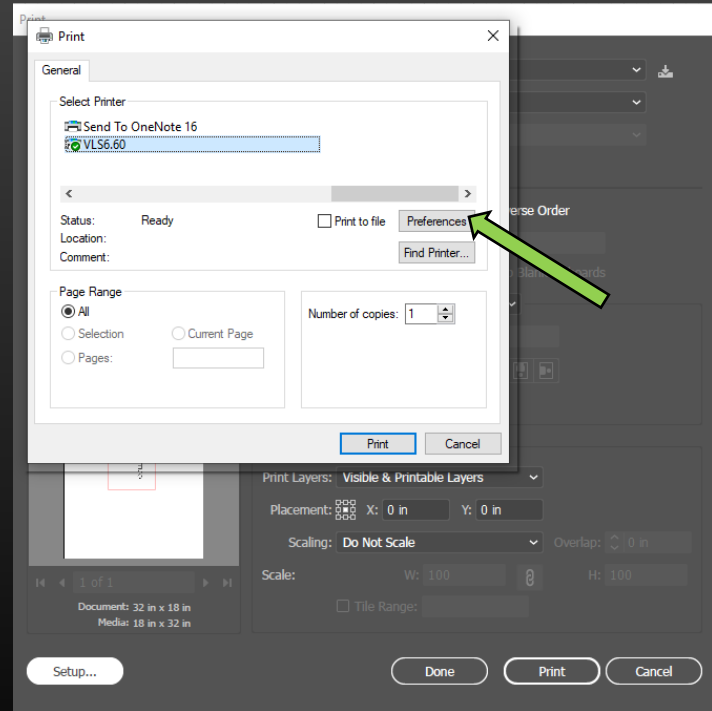 Print
Print
General
Select Printer
Send To OneNote 16
VLS6.60
Status: Ready
Print to file
Preferences
Location:
Comment:
Find Printer...
Page Range
All
Selection
Current Page
Pages:
Number of copies: 1
Print
Cancel
erse Order
Print Layers: Visible & Printable Layers
Placement: X: 0 in Y: 0 in
Scaling: Do Not Scale
Overlap: 0 in
Scale: W: 100 H: 100
Tile Range:
1 of 1
Document: 32 in x 18 in
Media: 18 in x 32 in
Setup...
Done
Print
Cancel